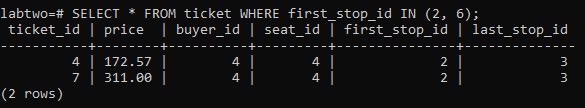 labtwo=# SELECT * FROM ticket WHERE first_stop_id IN (2, 6);
 ticket_id | price  | buyer_id | seat_id | first_stop_id | last_stop_id
-----------+--------+----------+---------+---------------+--------------
         4 | 172.57 |        4 |       4 |             2 |            3
         7 | 311.00 |        4 |       4 |             2 |            3
(2 rows)